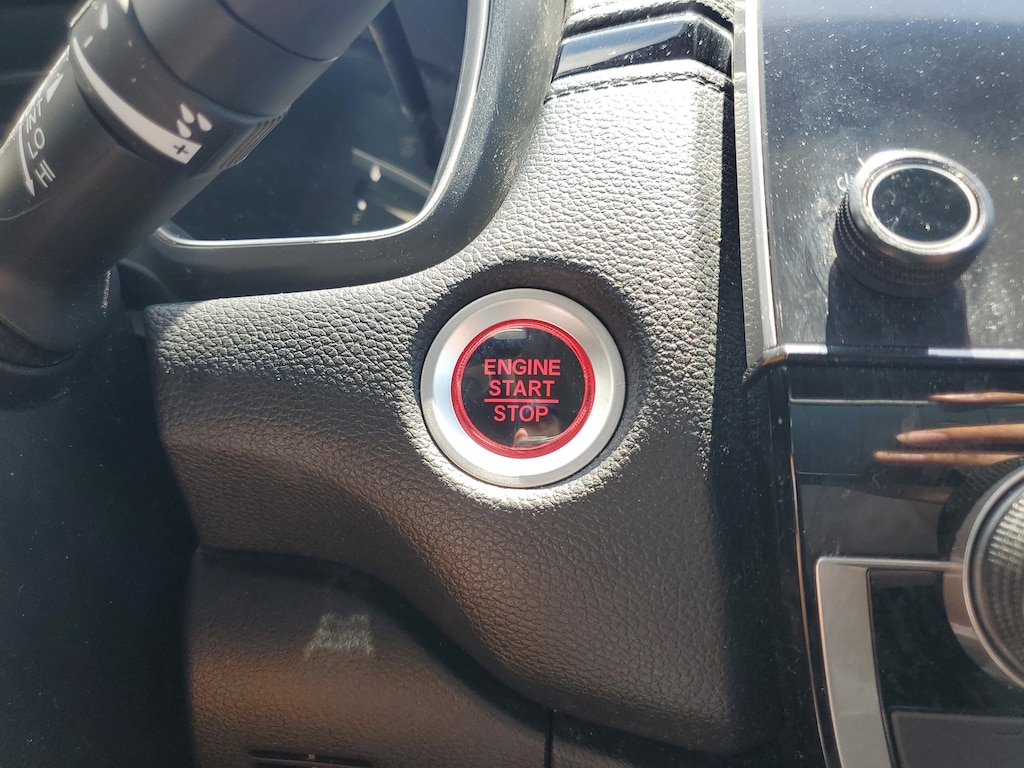 INT
LO
HI
- +
ENGINE
START
STOP